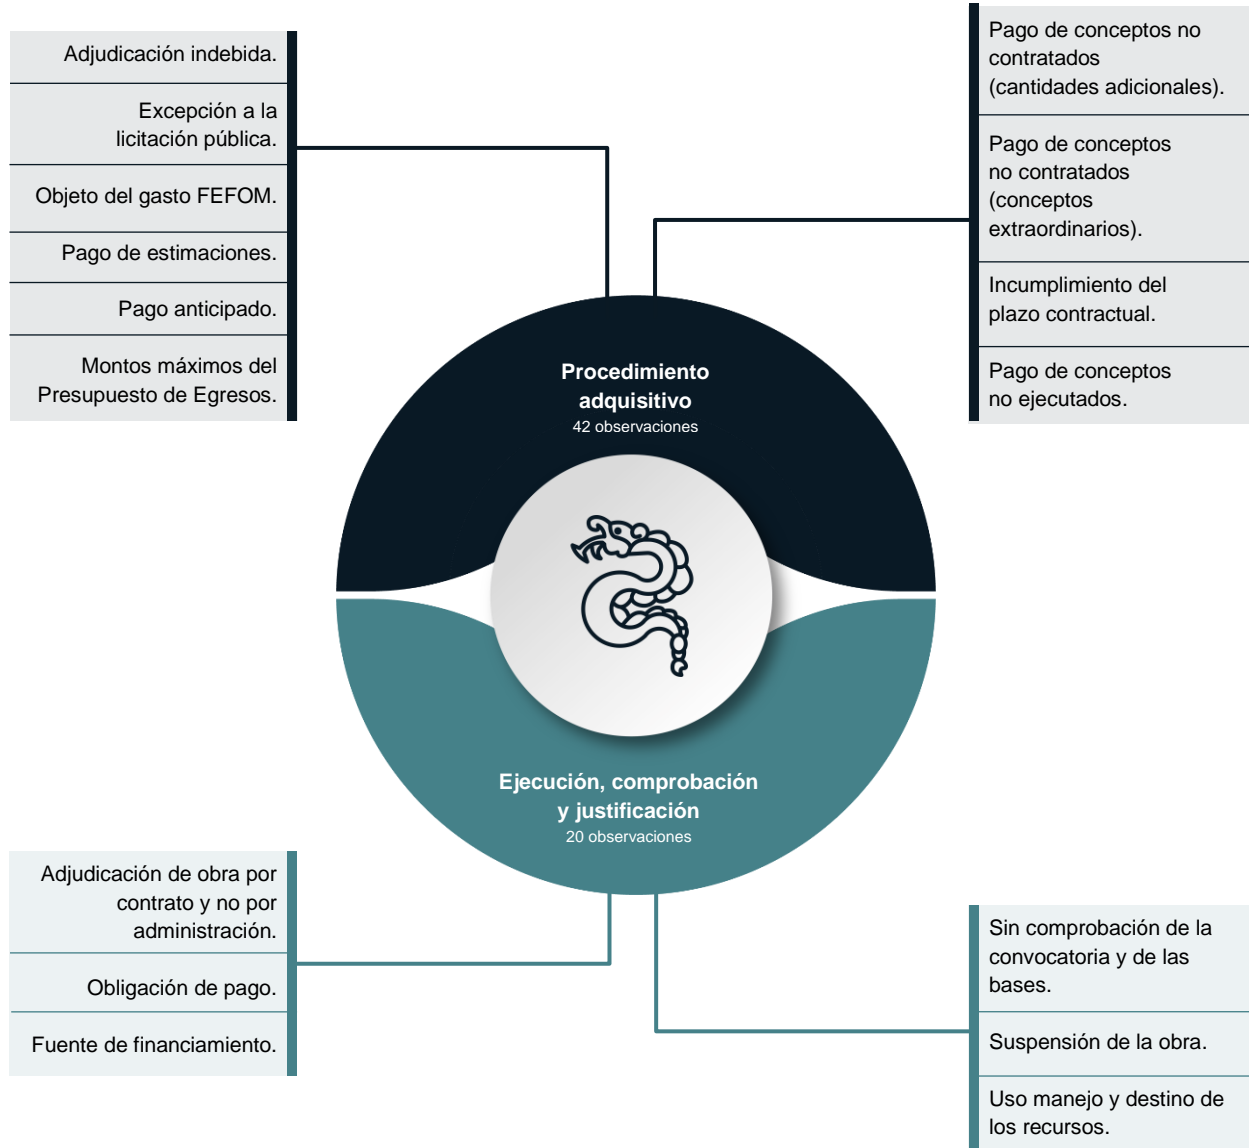 Adjudicación indebida.
Excepción a la
licitación pública.
Objeto del gasto FEFOM.
Pago de estimaciones.
Pago anticipado.
Montos máximos del
Presupuesto de Egresos.
Pago de conceptos no
contratados
(cantidades adicionales).
Pago de conceptos
no contratados
(conceptos
extraordinarios).
Incumplimiento del
plazo contractual.
Pago de conceptos
no ejecutados.
Procedimiento
adquisitivo
42 observaciones
Ejecución, comprobación
y justificación
20 observaciones
Adjudicación de obra por
contrato y no por
administración.
Obligación de pago.
Fuente de financiamiento.
Sin comprobación de la
convocatoria y de las
bases.
Suspensión de la obra.
Uso manejo y destino de
los recursos.